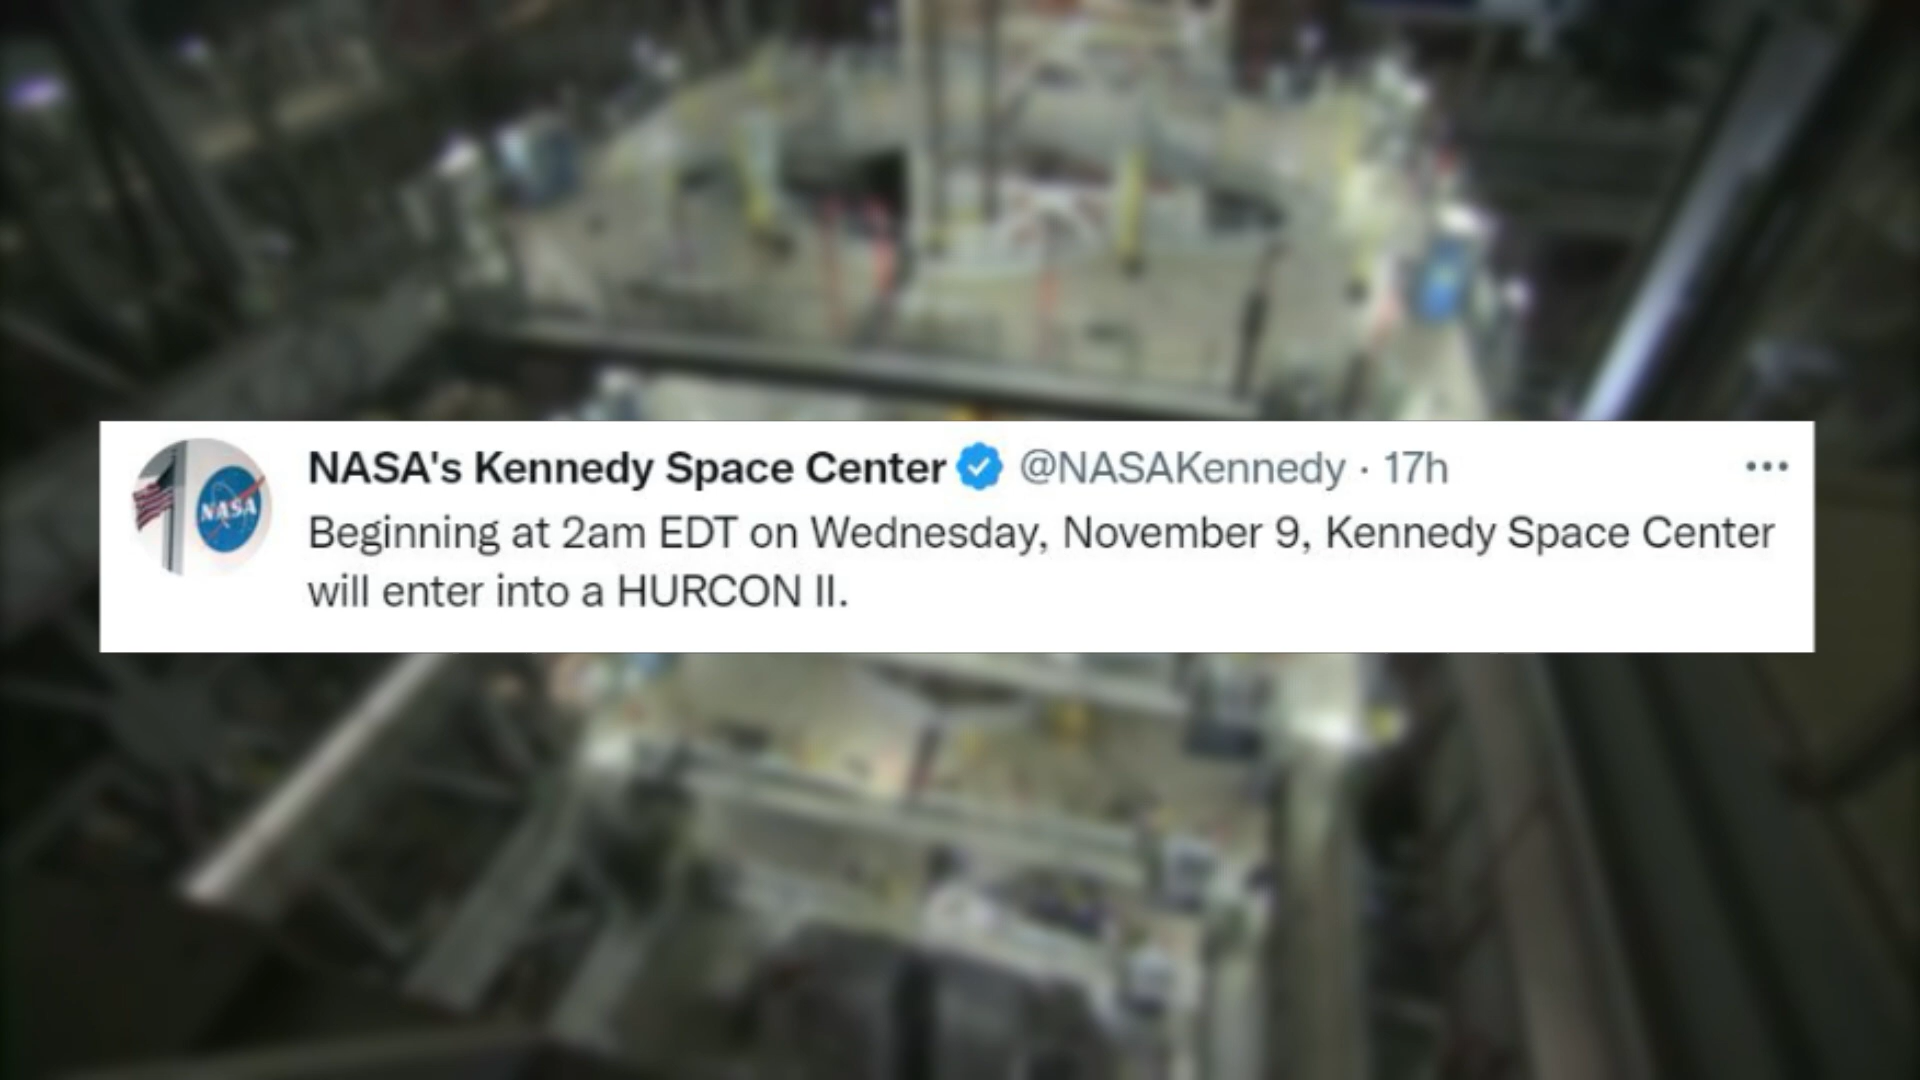 NASA's Kennedy Space Center @NASAKennedy · 17h
NASA
Beginning at 2am EDT on Wednesday, November 9, Kennedy Space Center
will enter into a HURCON II.